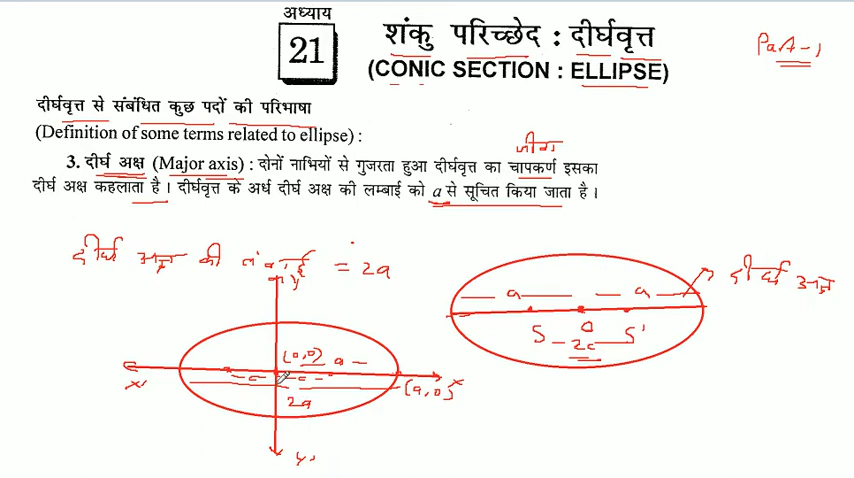 अध्याय
21
शंकु परिच्छेद : दीर्घवृत्त
(CONIC SECTION : ELLIPSE)
Part-1
दीर्घवृत्त से संबंधित कुछ पदों की परिभाषा
(Definition of some terms related to ellipse) :
जीवा
3. दीर्घ अक्ष (Major axis) : दोनों नाभियों से गुजरता हुआ दीर्घवृत्त का चापकर्ण इसका
दीर्घ अक्ष कहलाता है। दीर्घवृत्त के अर्ध दीर्घ अक्ष की लम्बाई को a से सूचित किया जाता है।
दीर्घ अक्ष की लंबाई = 2a
y
(0,0) a
x' c c (a,0) x
2a
y'
दीर्घ अक्ष
a a
S O S'
2c